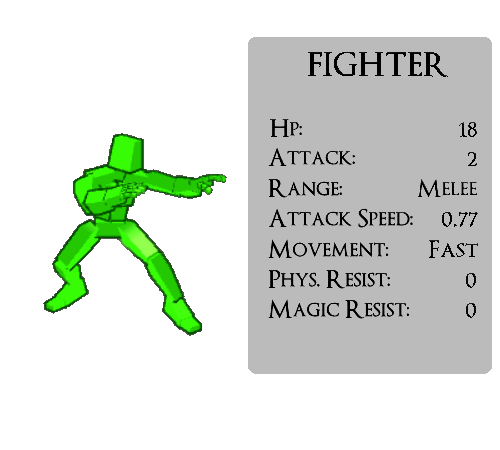 FIGHTER
HP: 18
ATTACK: 2
RANGE: MELEE
ATTACK SPEED: 0.77
MOVEMENT: FAST
PHYS. RESIST: 0
MAGIC RESIST: 0